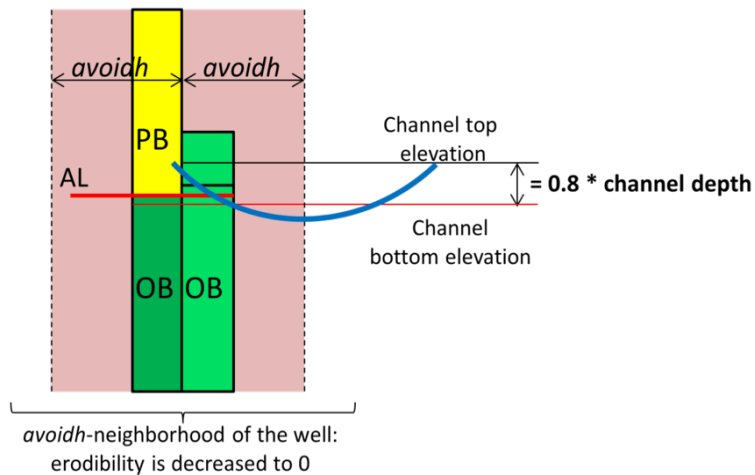 avoidh
avoidh
Channel top
elevation
PB
AL
= 0.8 * channel depth
Channel
bottom elevation
OB
OB
avoidh-neighborhood of the well:
erodibility is decreased to 0